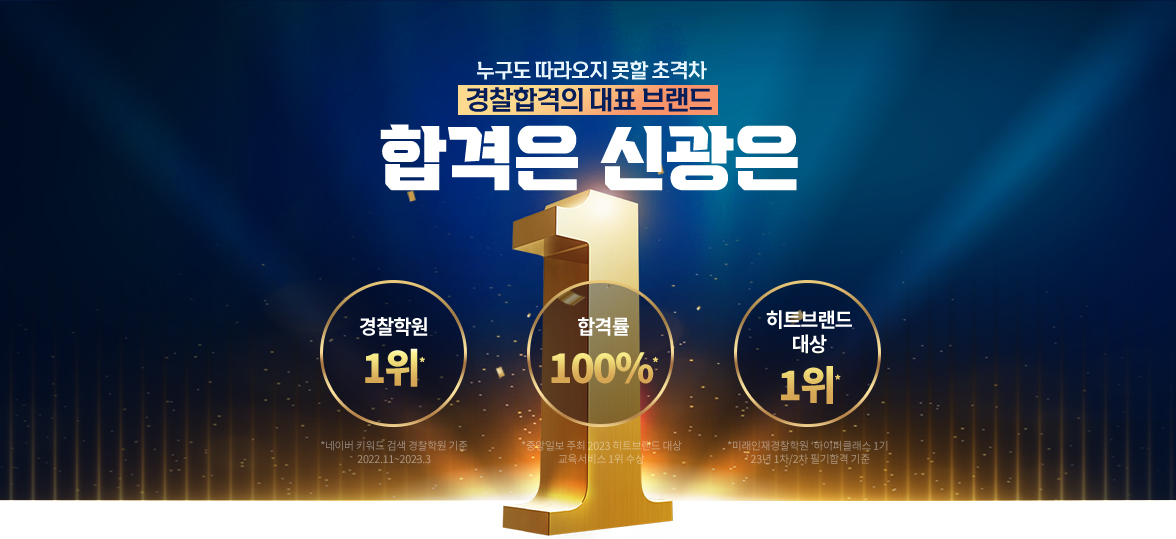 누구도 따라오지 못할 초격차
경찰합격의 대표 브랜드
합격은 신광은
1
경찰학원
1위*
합격률
100%*
히트브랜드
대상
1위*
*네이버 키워드 검색 경찰학원 기준
2022.11~2023.3
*중앙일보 주최 2023 히트브랜드 대상
교육서비스 1위 수상
*미래인재경찰학원 '하이퍼클래스 1기'
23년 1차/2차 필기합격 기준